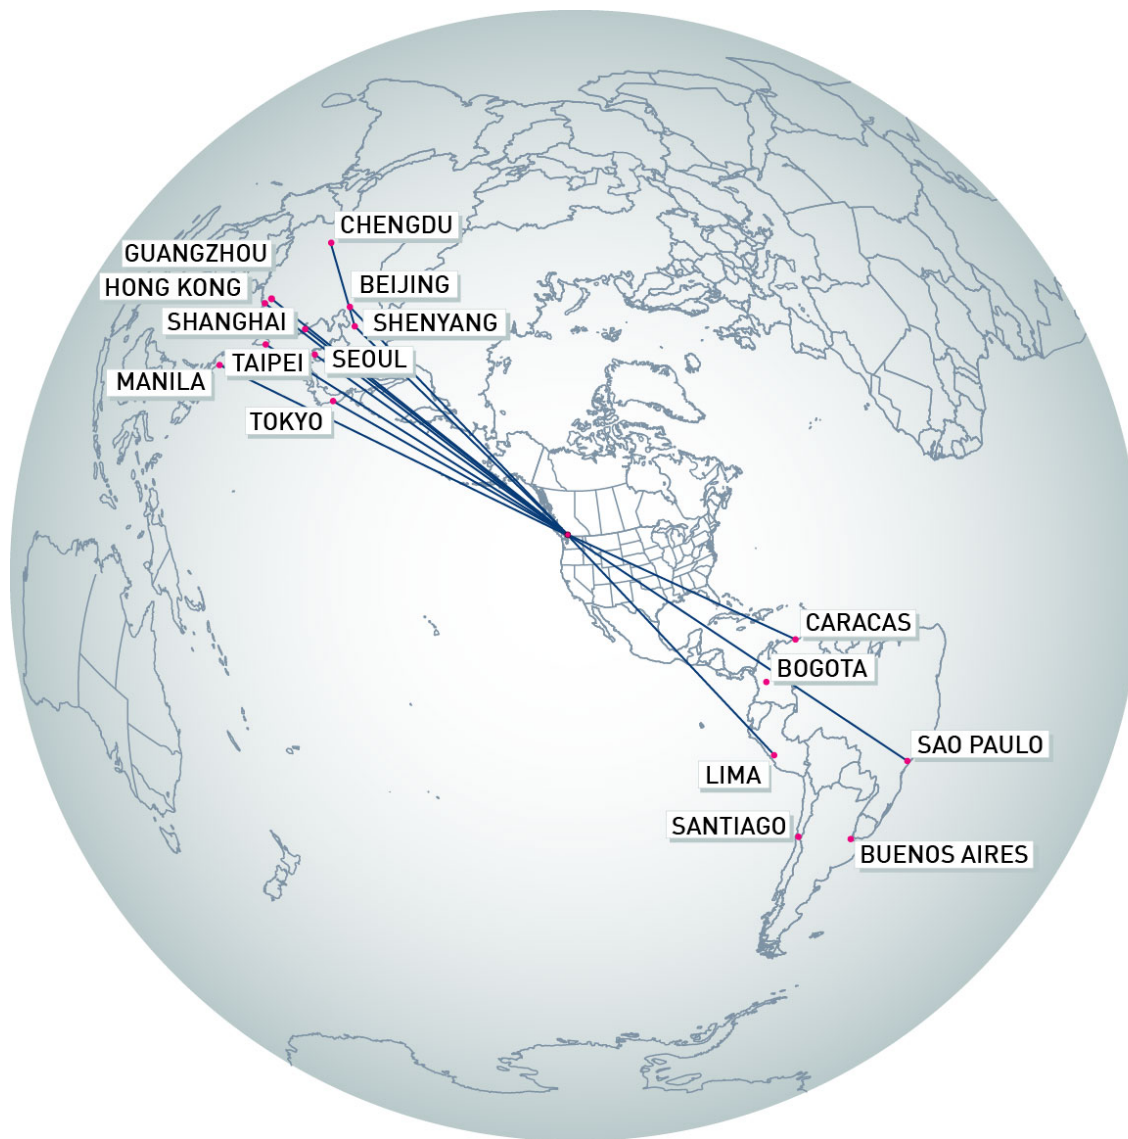 CHENGDU
GUANGZHOU
BEIJING
HONG KONG
SHANGHAI
SHENYANG
TAIPEI
SEOUL
MANILA
TOKYO
CARACAS
BOGOTA
SAO PAULO
LIMA
SANTIAGO
BUENOS AIRES